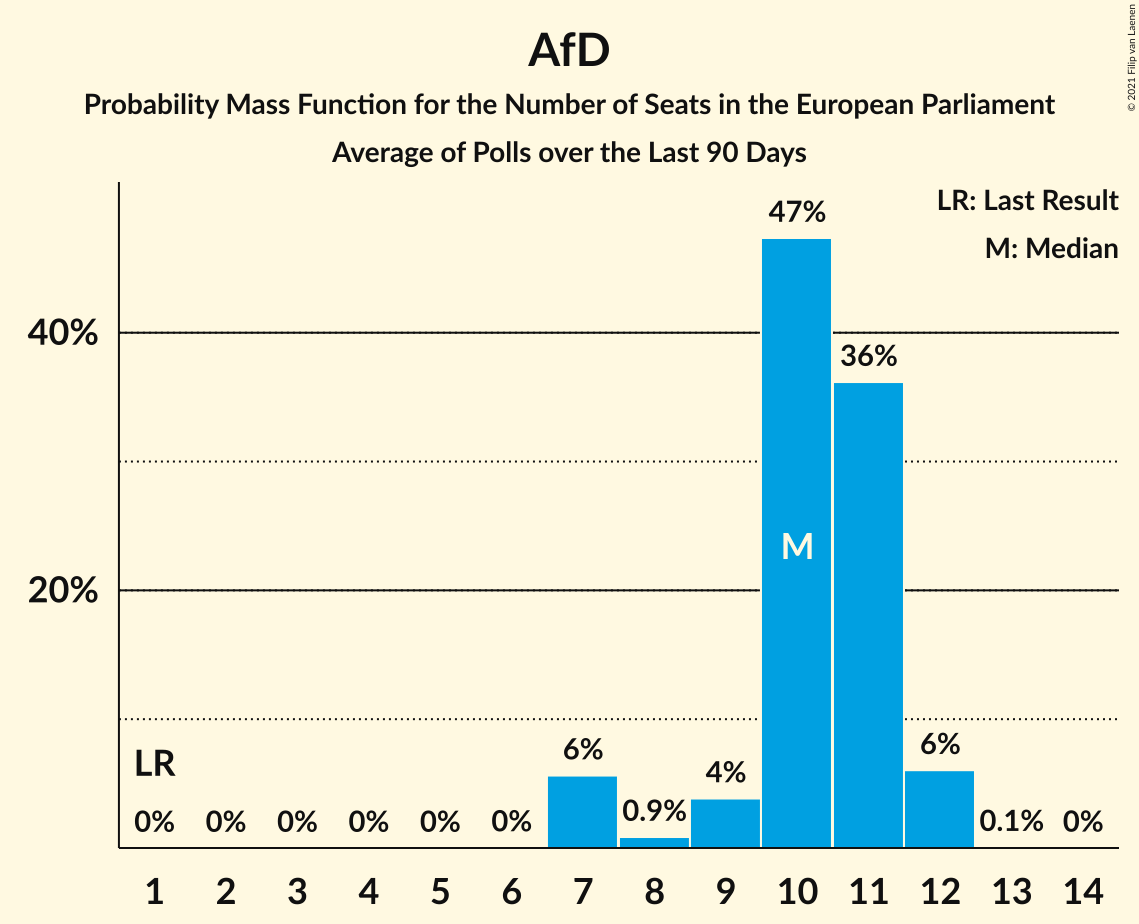 AfD
Probability Mass Function for the Number of Seats in the European Parliament
Average of Polls over the Last 90 Days
© 2021 Filip van Laenen
LR: Last Result
M: Median
40%
20%
47%
36%
M
LR
6%
0.9%
4%
6%
0% 0% 0% 0% 0% 0% 0.1% 0%
1 2 3 4 5 6 7 8 9 10 11 12 13 14